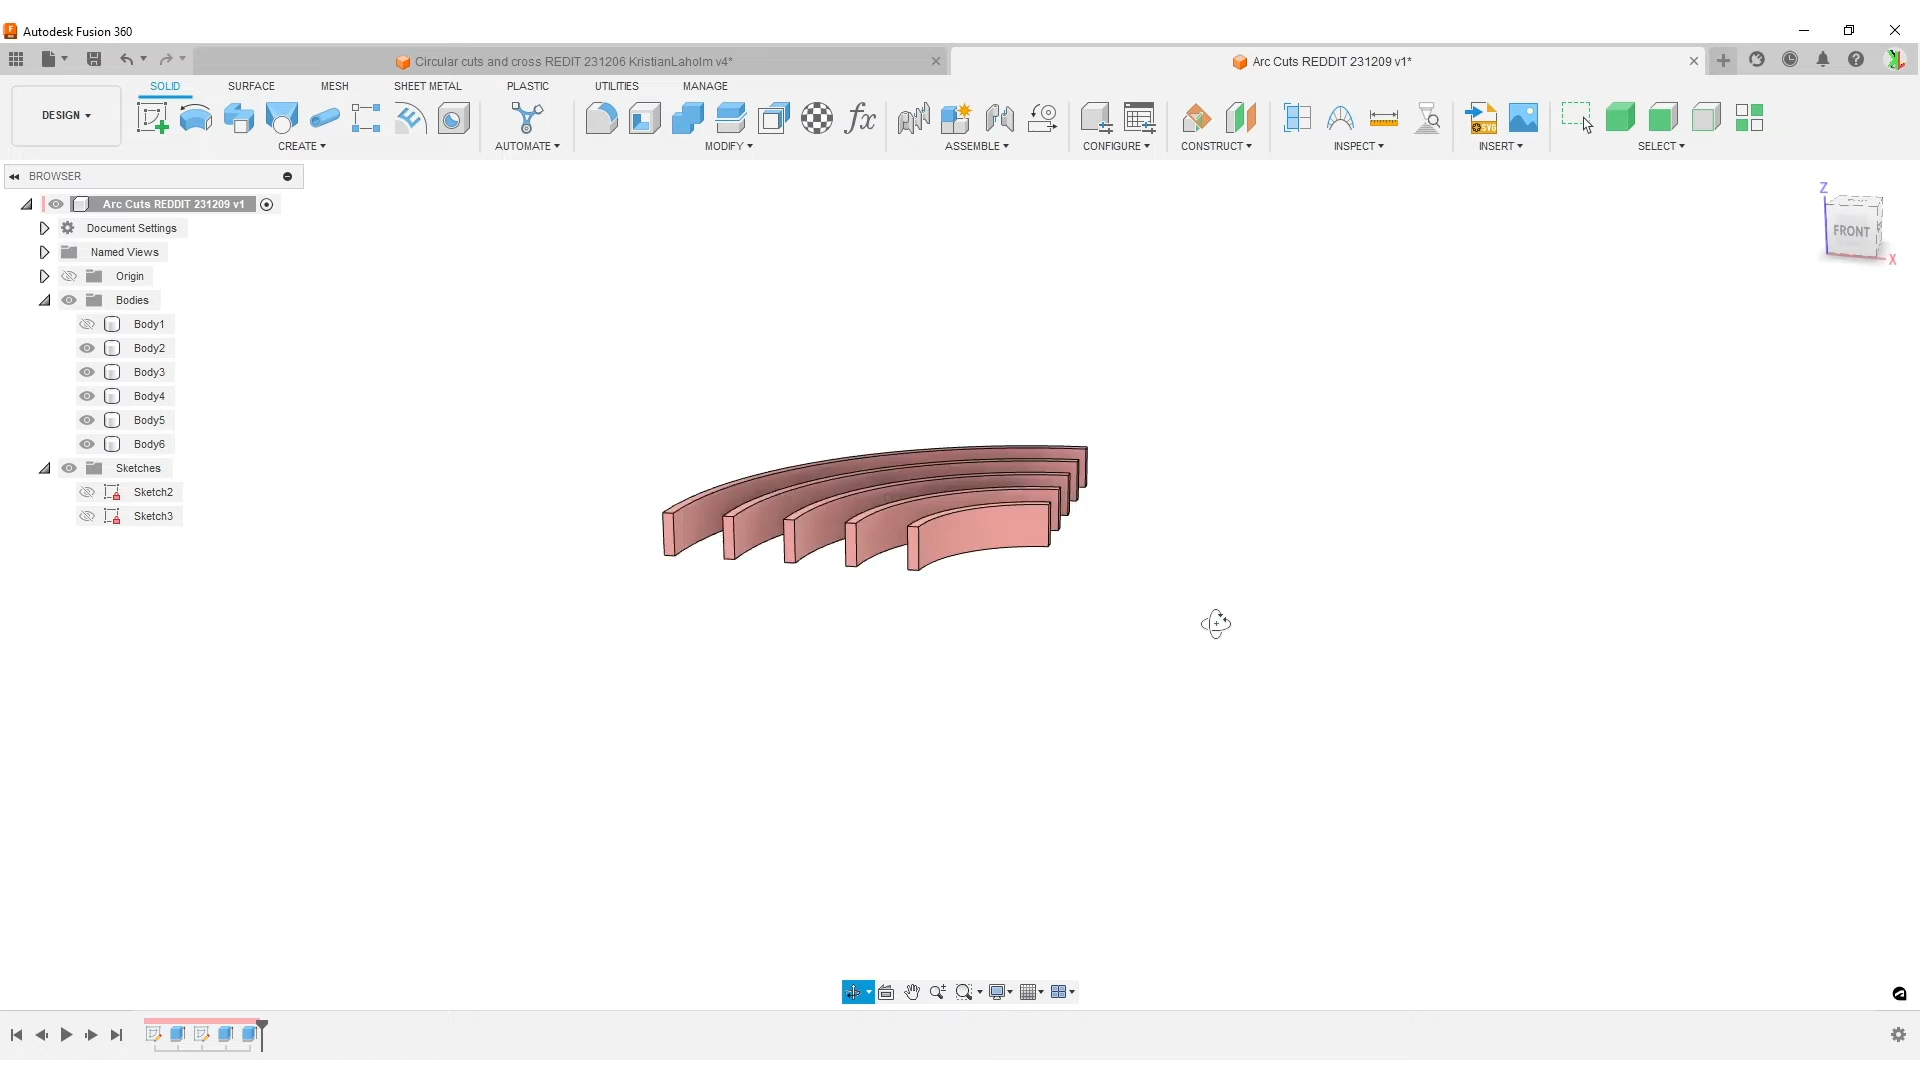 Autodesk Fusion 360
Circular cuts and cross REDIT 231206 KristianLaholm v4*
Arc Cuts REDDIT 231209 v1*
SOLID SURFACE MESH SHEET METAL PLASTIC UTILITIES MANAGE
DESIGN
CREATE AUTOMATE MODIFY ASSEMBLE CONFIGURE CONSTRUCT INSPECT INSERT SELECT
fx
SVG
BROWSER
Arc Cuts REDDIT 231209 v1
Document Settings
Named Views
Origin
Bodies
Body1
Body2
Body3
Body4
Body5
Body6
Sketches
Sketch2
Sketch3
Z
FRONT
X